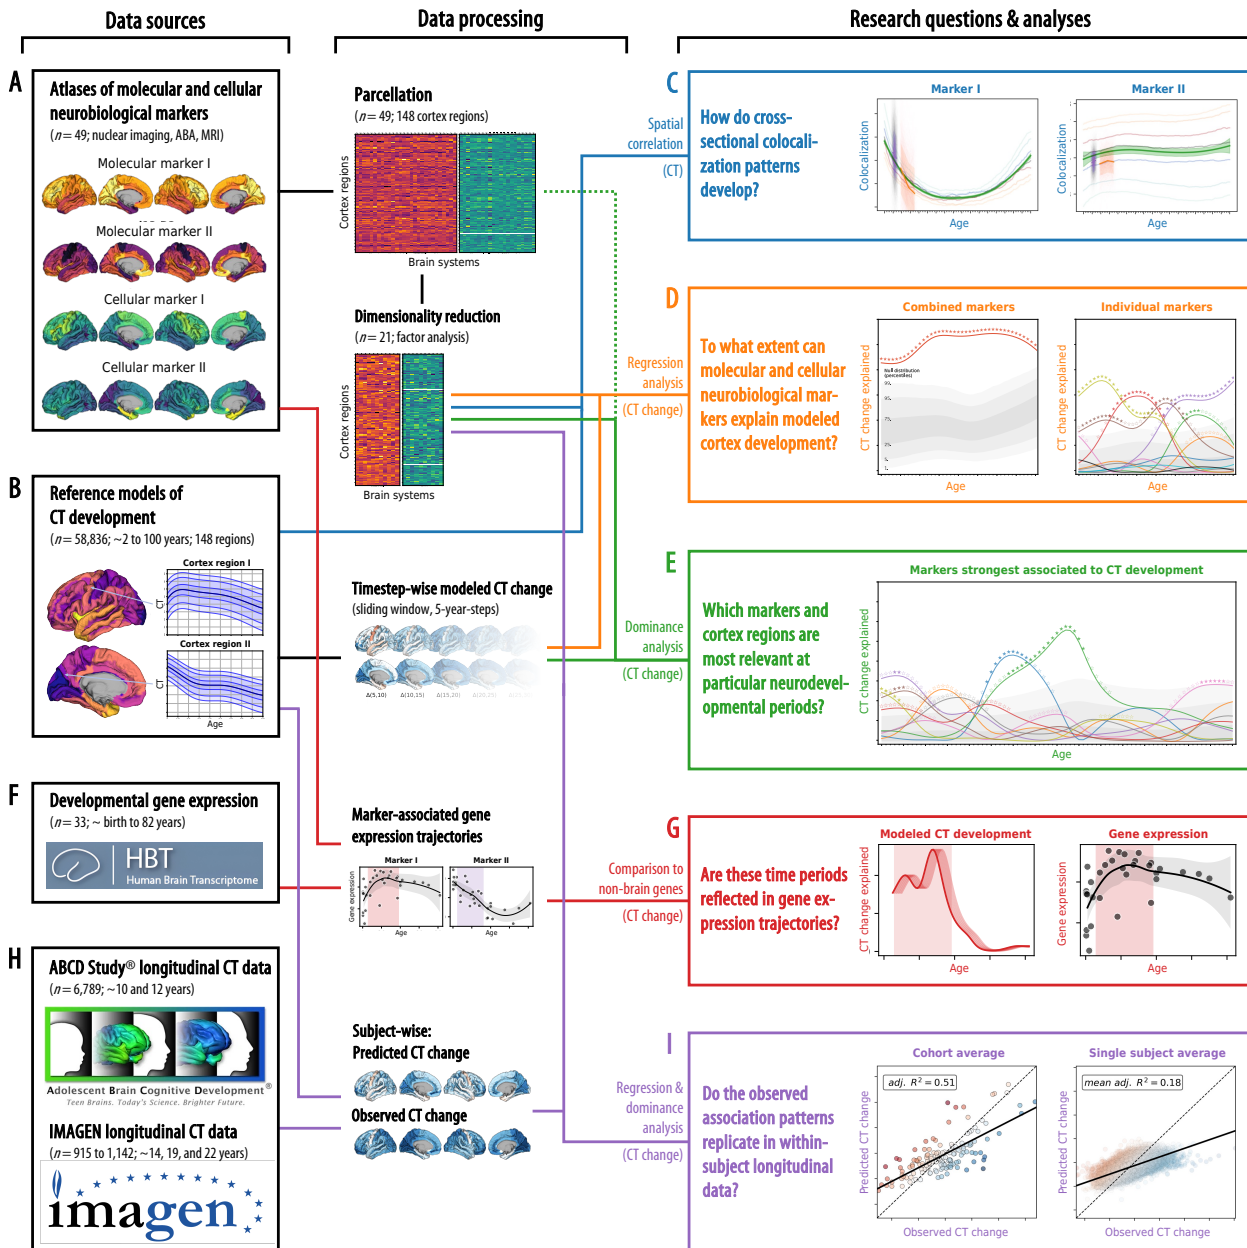 Data sources
Data processing
Research questions & analyses
A
Atlases of molecular and cellular
neurobiological markers
(n = 49; nuclear imaging, ABA, MRI)
Molecular marker I
Molecular marker II
Cellular marker I
Cellular marker II
B
Reference models of
CT development
(n = 58,836; ~2 to 100 years; 148 regions)
Cortex region I
CT
Cortex region II
CT
Age
F
Developmental gene expression
(n = 33; ~ birth to 82 years)
HBT
Human Brain Transcriptome
H
ABCD Study® longitudinal CT data
(n = 6,789; ~10 and 12 years)
Adolescent Brain Cognitive Development®
Teen Brains. Today's Science. Brighter Future.
IMAGEN longitudinal CT data
(n = 915 to 1,142; ~14, 19, and 22 years)
imagen
Parcellation
(n = 49; 148 cortex regions)
Cortex regions
Brain systems
Dimensionality reduction
(n = 21; factor analysis)
Cortex regions
Brain systems
Timestep-wise modeled CT change
(sliding window, 5-year-steps)
Δ(5,10)
Δ(10,15)
Δ(15,20)
Δ(20,25)
Marker-associated gene
expression trajectories
Marker I
Marker II
Gene expression
Age
Age
Subject-wise:
Predicted CT change
Observed CT change
Spatial
correlation
(CT)
Regression
analysis
(CT change)
Dominance
analysis
(CT change)
Comparison to
non-brain genes
(CT change)
Regression &
dominance
analysis
(CT change)
C
How do cross-
sectional colocali-
zation patterns
develop?
Marker I
Colocalization
Age
Marker II
Colocalization
Age
D
To what extent can
molecular and cellular
neurobiological mar-
kers explain modeled
cortex development?
Combined markers
CT change explained
Null distribution
(percentiles)
Age
Individual markers
CT change explained
Age
E
Which markers and
cortex regions are
most relevant at
particular neurodevel-
opmental periods?
Markers strongest associated to CT development
CT change explained
Age
G
Are these time periods
reflected in gene ex-
pression trajectories?
Modeled CT development
CT change explained
Age
Gene expression
Gene expression
Age
I
Do the observed
association patterns
replicate in within-
subject longitudinal
data?
Cohort average
adj. R² = 0.51
Predicted CT change
Observed CT change
Single subject average
mean adj. R² = 0.18
Predicted CT change
Observed CT change